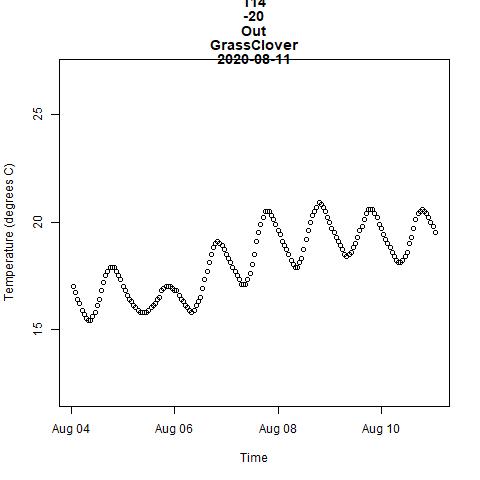 114
-20
Out
GrassClover
2020-08-11
25
20
15
Temperature (degrees C)
Aug 04
Aug 06
Aug 08
Aug 10
Time